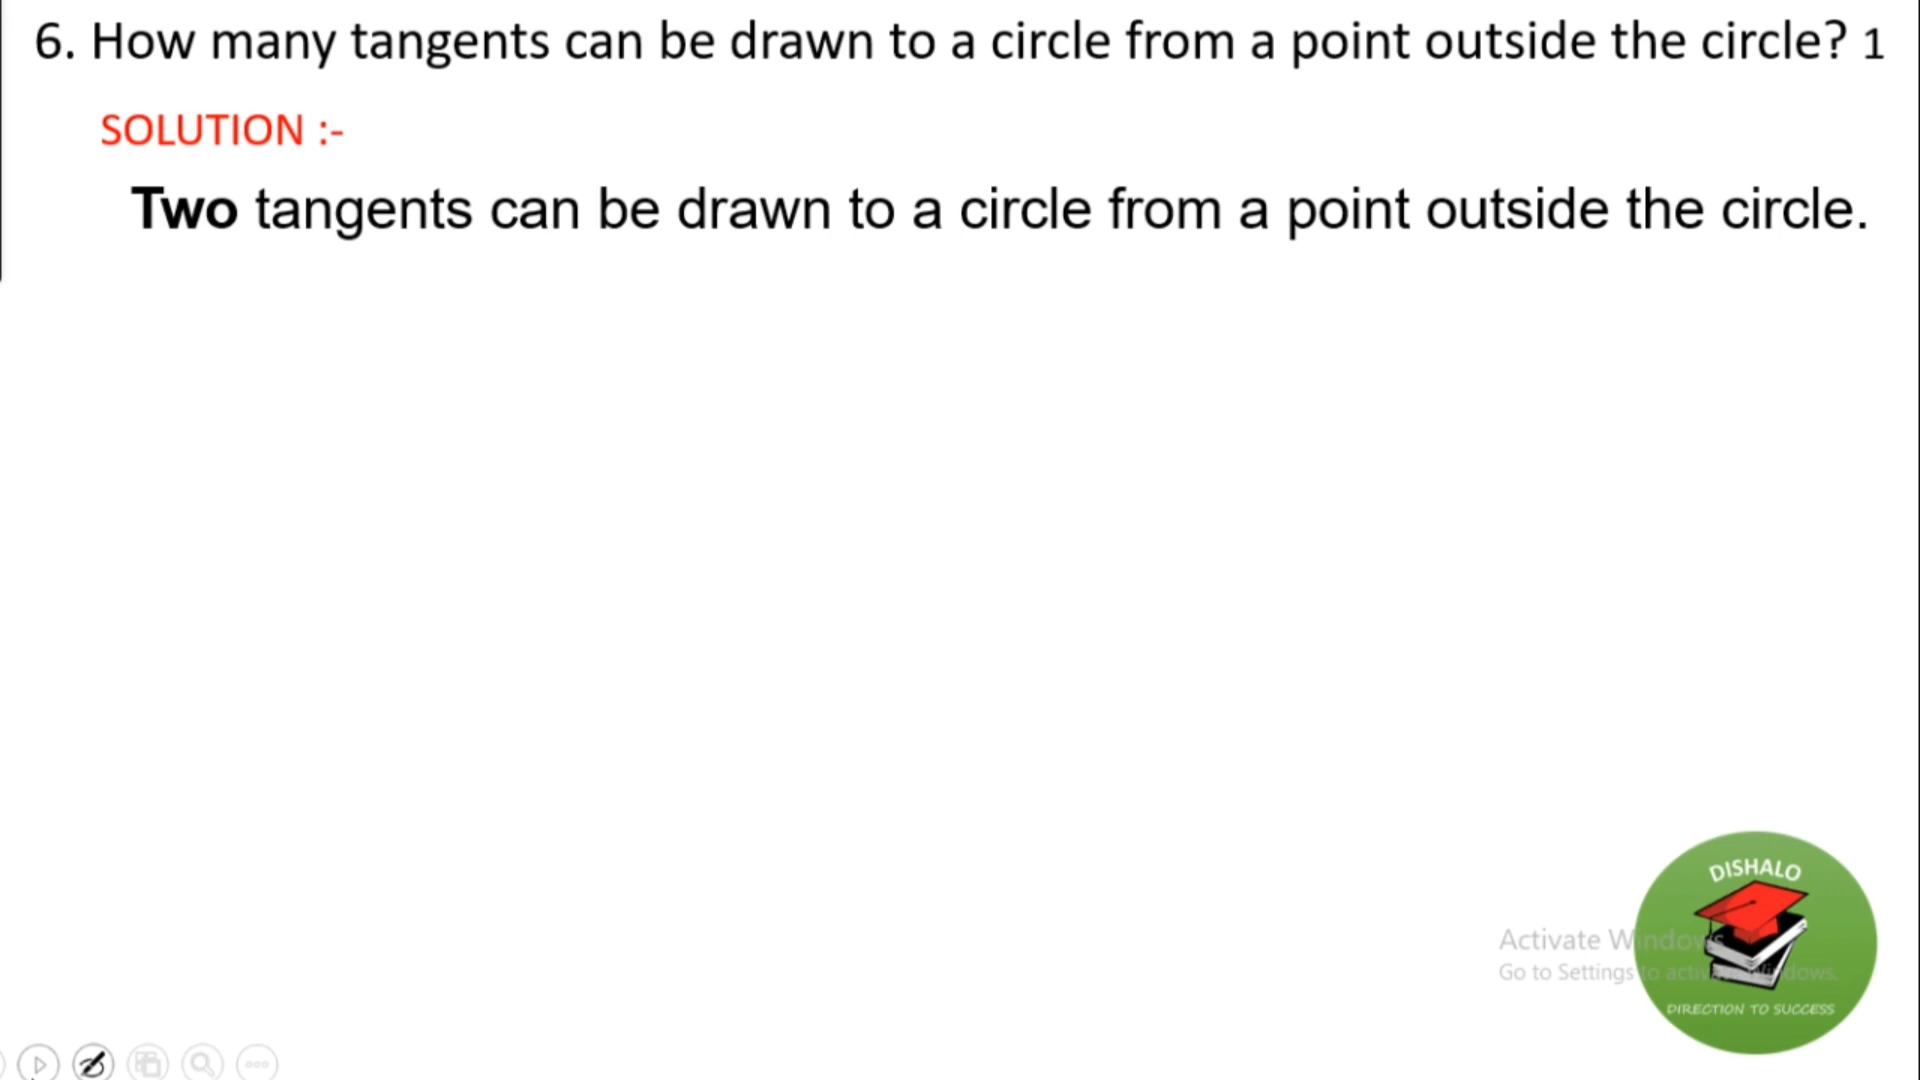 6. How many tangents can be drawn to a circle from a point outside the circle? 1
SOLUTION :-
Two tangents can be drawn to a circle from a point outside the circle.
DISHALO
Activate Windows
Go to Settings to activate Windows.
DIRECTION TO SUCCESS